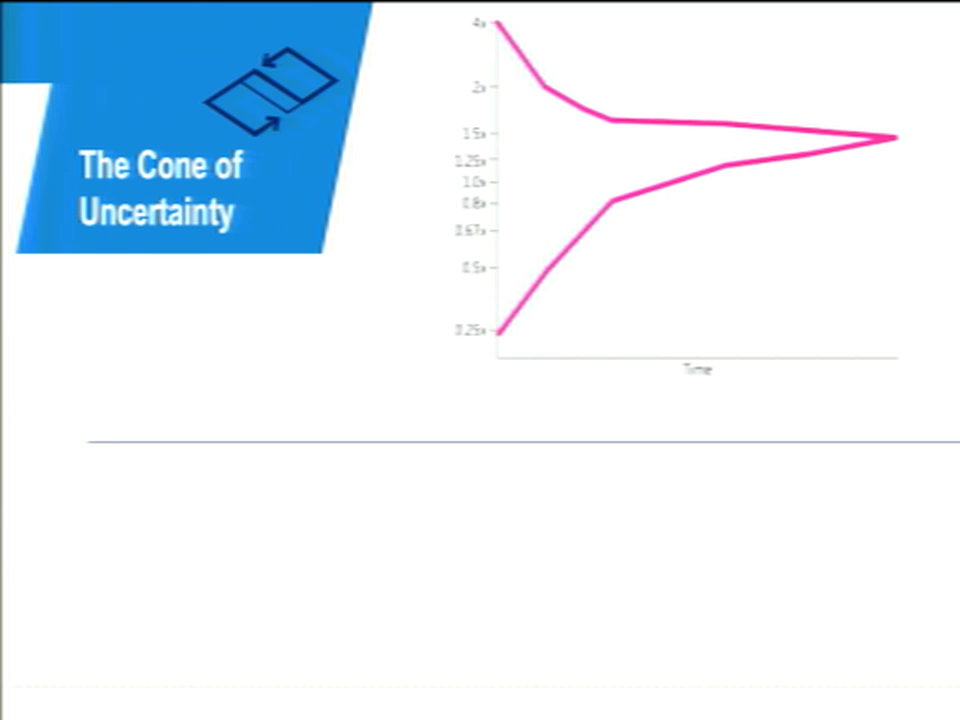 The Cone of
Uncertainty
4x
2x
1.5x
1.25x
1.0x
0.8x
0.67x
0.5x
0.25x
Time